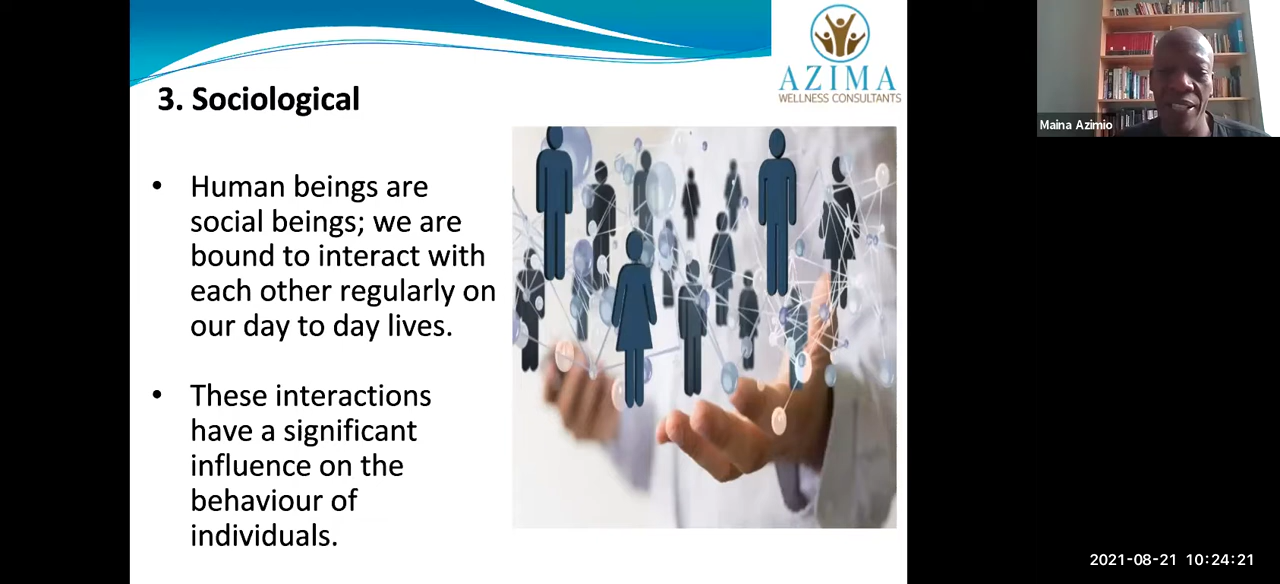 AZIMA
WELLNESS CONSULTANTS
3. Sociological
• Human beings are
social beings; we are
bound to interact with
each other regularly on
our day to day lives.
• These interactions
have a significant
influence on the
behaviour of
individuals.
Maina Azimio
2021-08-21 10:24:21